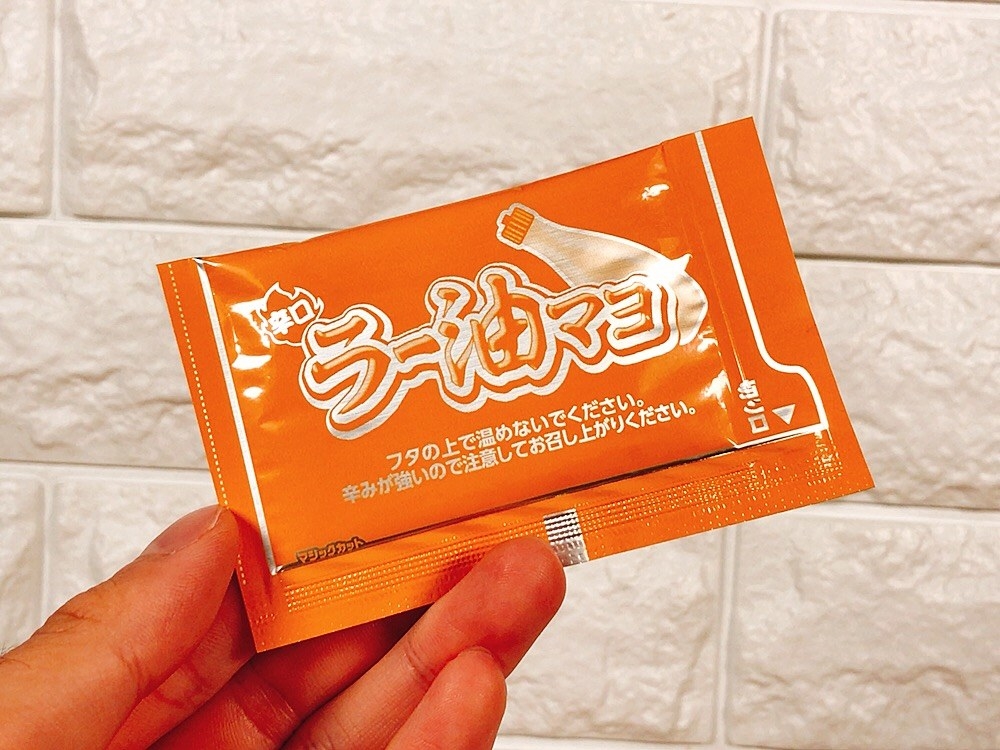 辛口
ラー油マヨ
フタの上で温めないでください。
辛みが強いので注意してお召し上がりください。
切り口
マジックカット